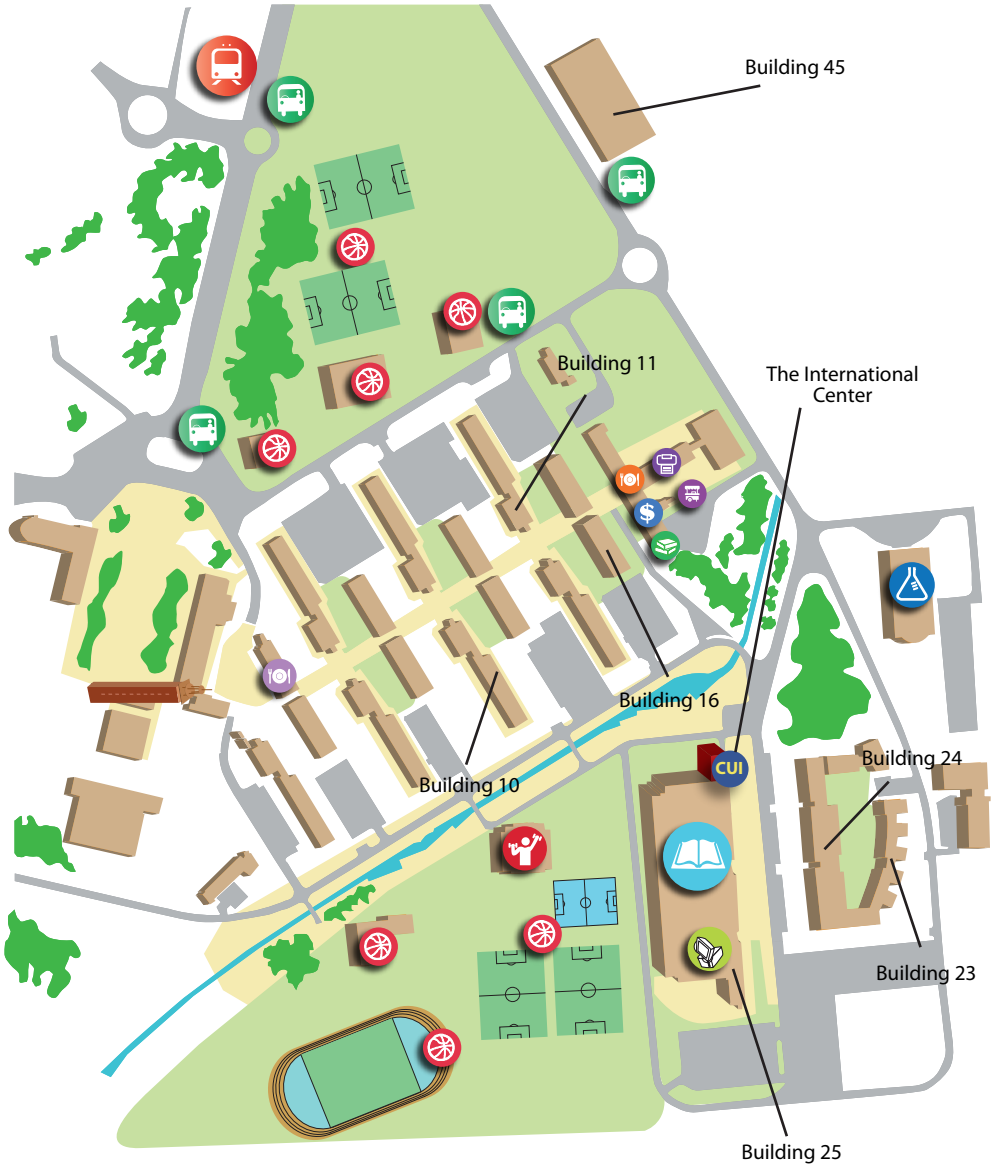 Building 45
Building 11
The International
Center
$
Building 16
Building 24
CUI
Building 10
Building 23
Building 25